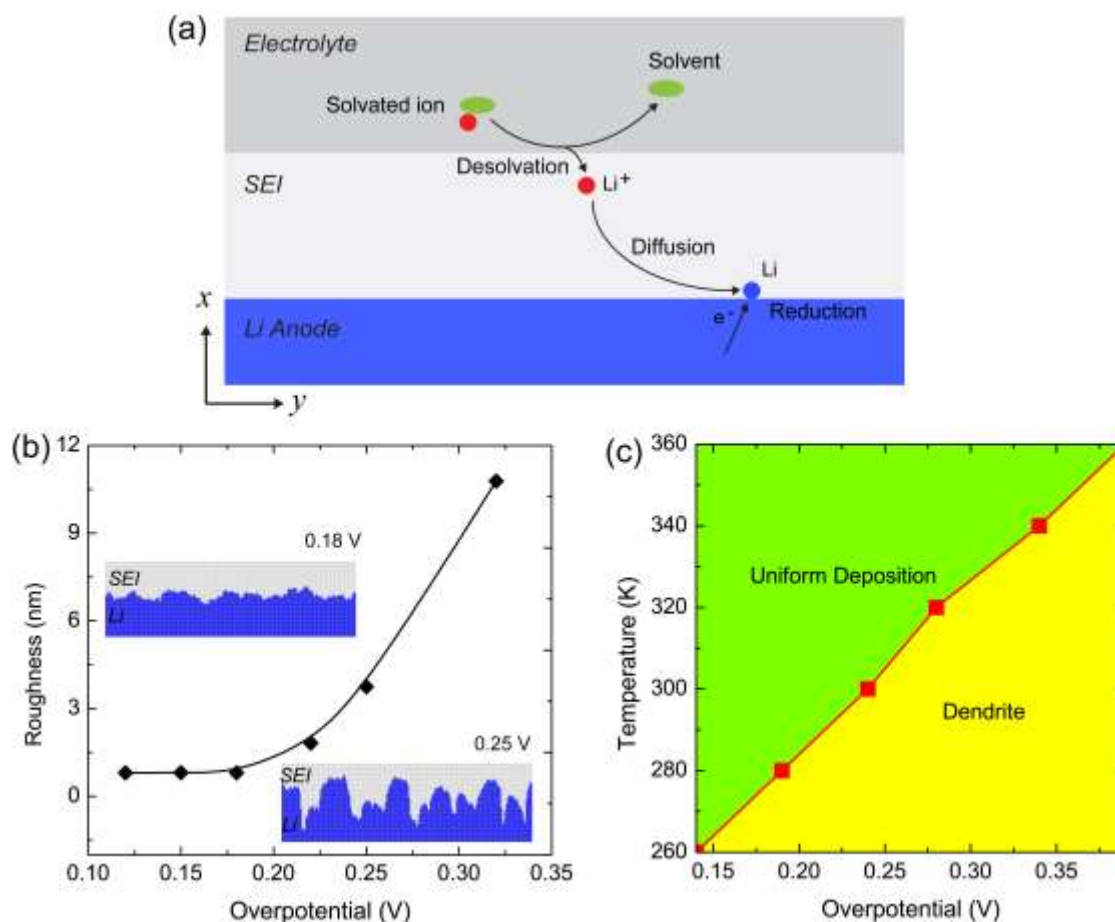 (a)
Electrolyte
Solvent
Solvated ion
Desolvation
SEI
Li⁺
Diffusion
Li
e⁻
Reduction
Li Anode
x
y
(b)
12
9
6
3
0
Roughness (nm)
0.18 V
SEI
Li
0.25 V
SEI
Li
0.10 0.15 0.20 0.25 0.30 0.35
Overpotential (V)
(c)
360
340
320
300
280
260
Temperature (K)
Uniform Deposition
Dendrite
0.15 0.20 0.25 0.30 0.35
Overpotential (V)